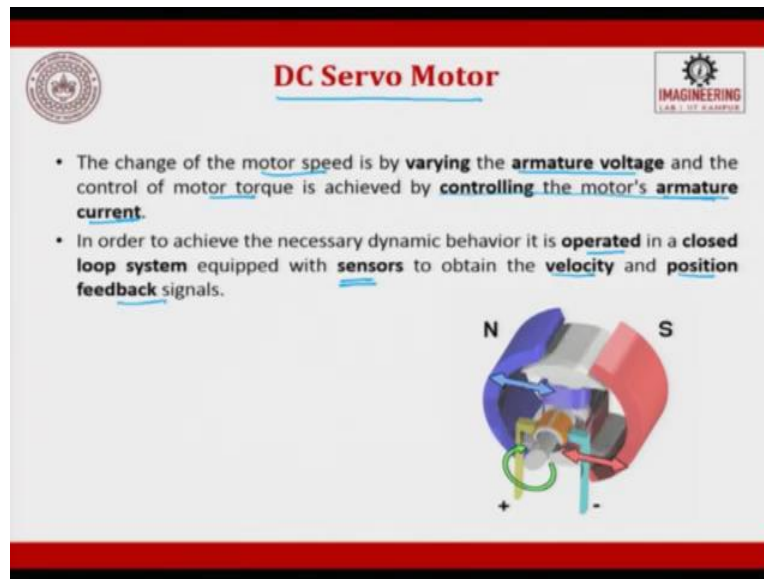 DC Servo Motor
IMAGINEERING
LAB | IIT KANPUR
• The change of the motor speed is by varying the armature voltage and the
control of motor torque is achieved by controlling the motor's armature
current.
• In order to achieve the necessary dynamic behavior it is operated in a closed
loop system equipped with sensors to obtain the velocity and position
feedback signals.
N S
+ -